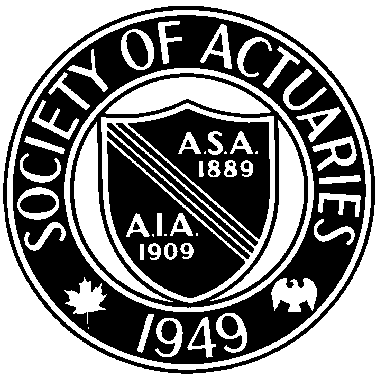 SOCIETY OF ACTUARIES
A.S.A.
1889
A.I.A.
1909
1949